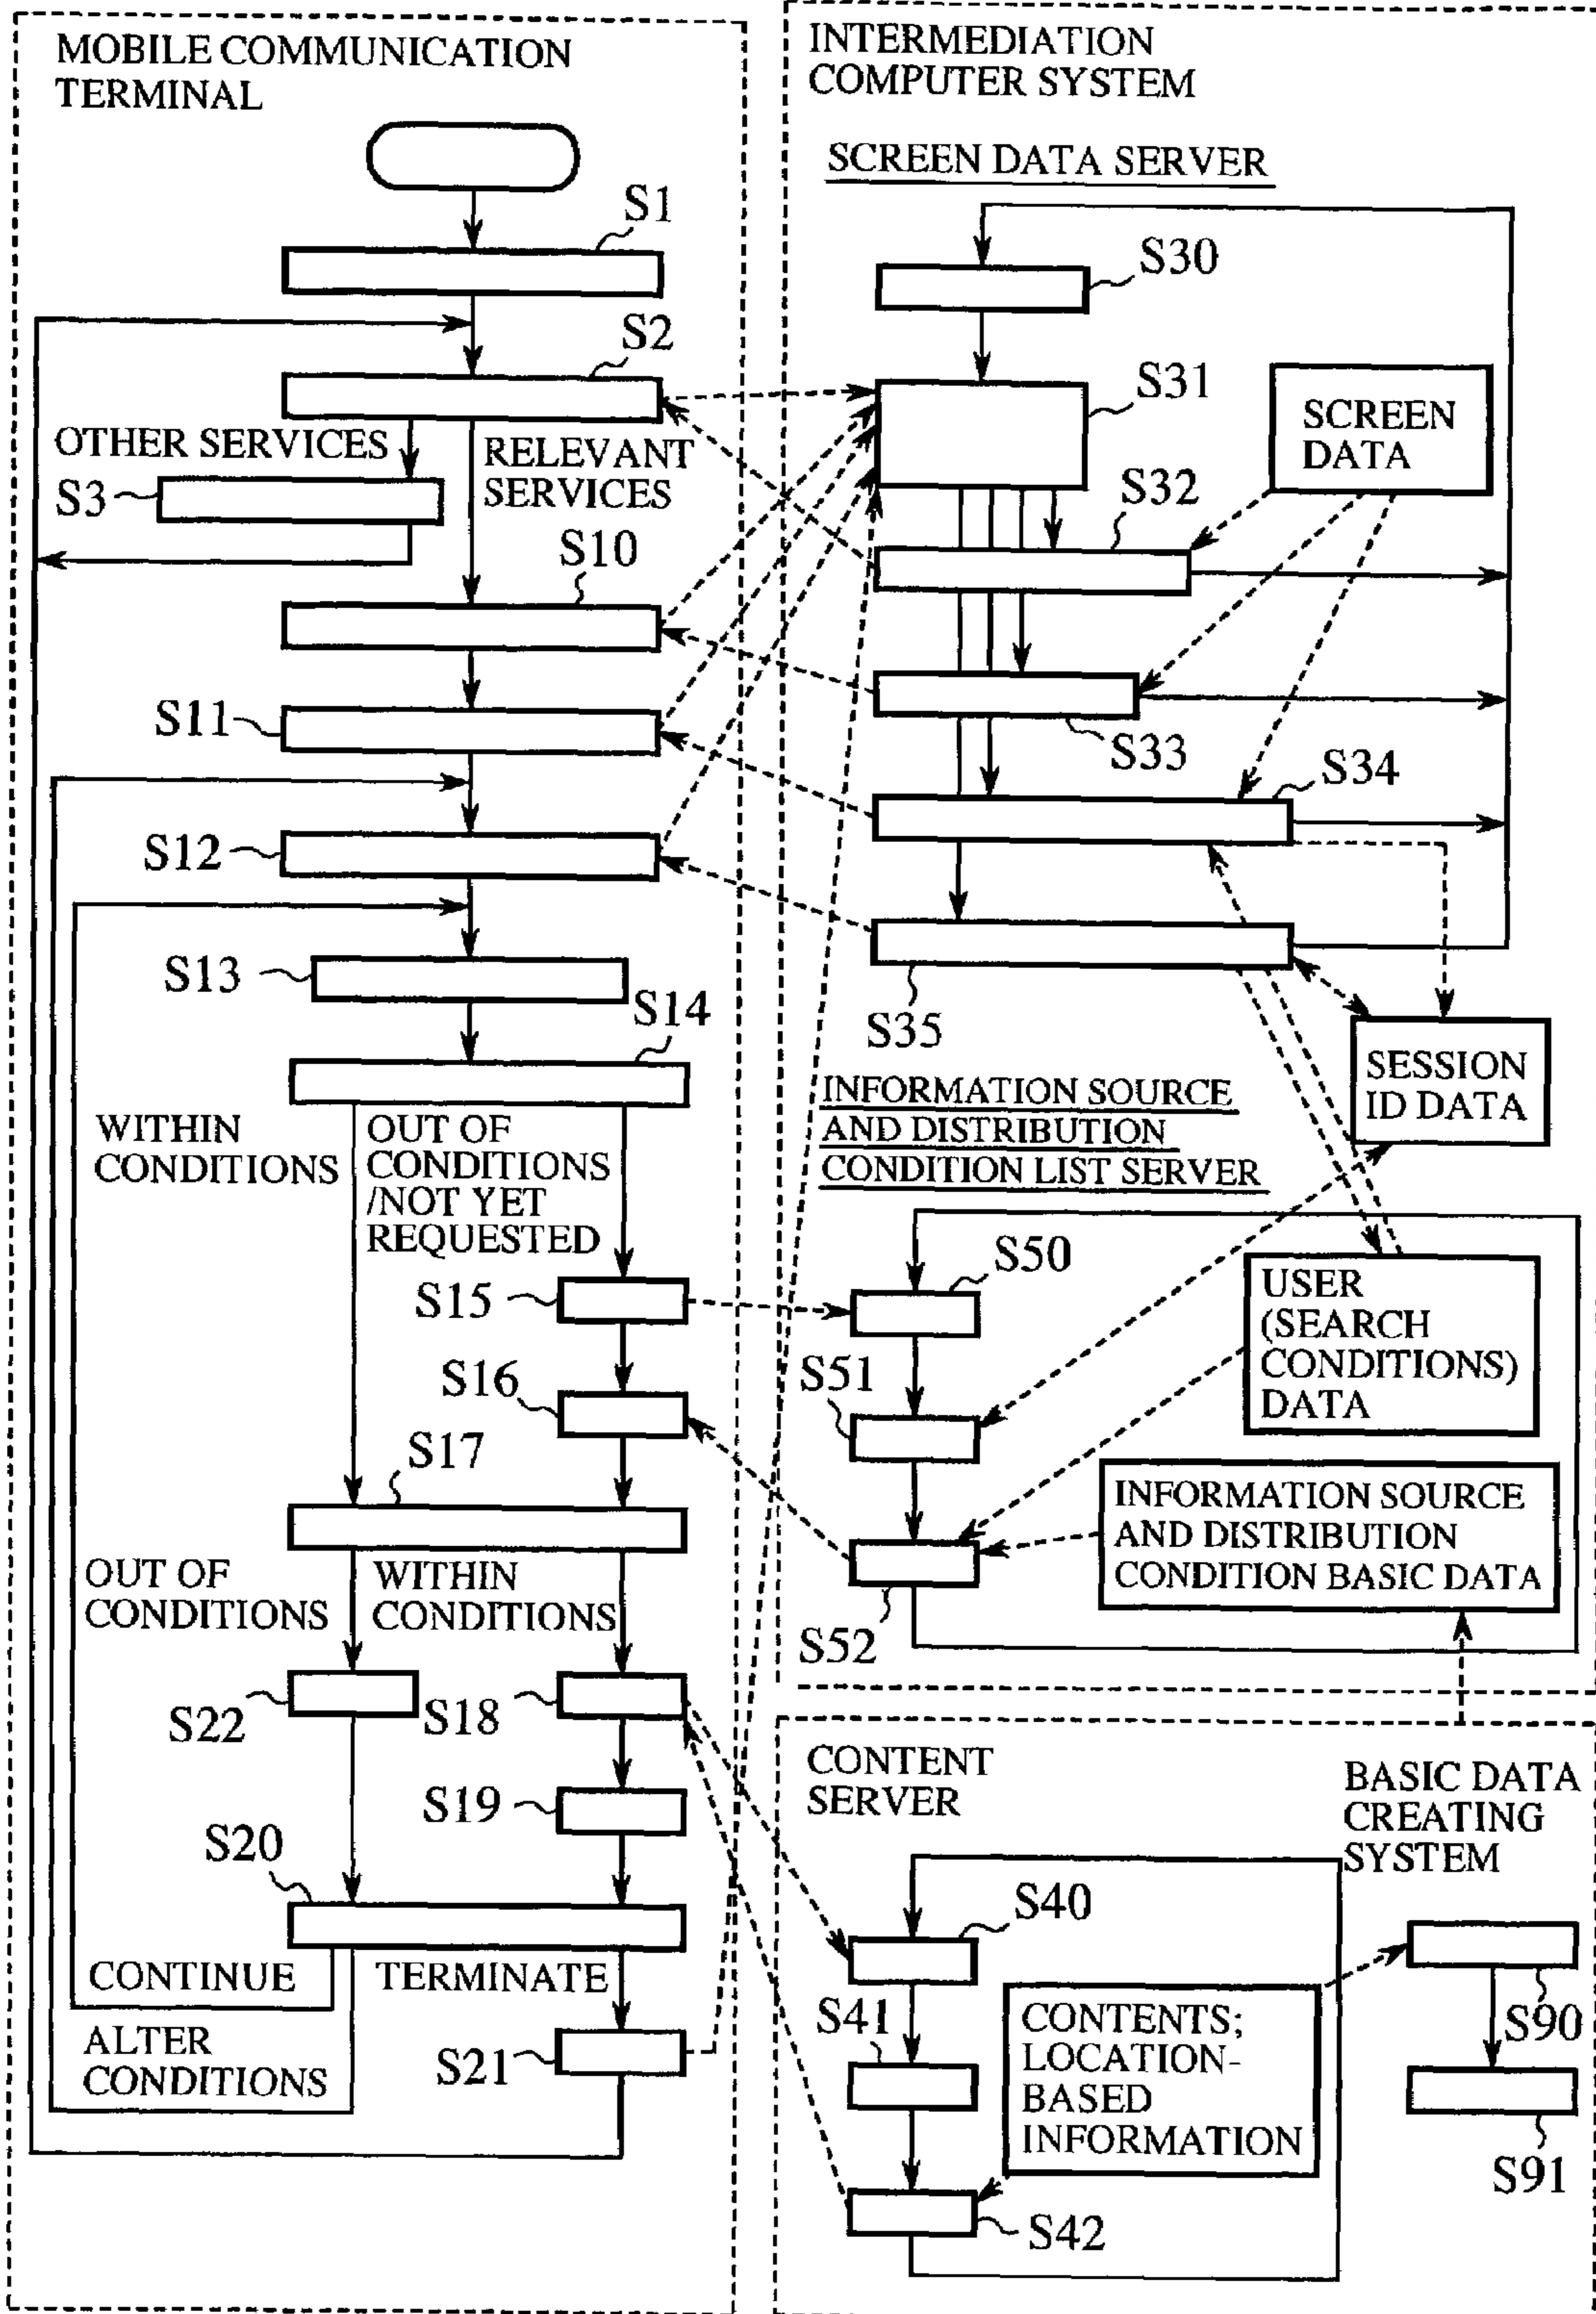 MOBILE COMMUNICATION
TERMINAL
S1
S2
OTHER SERVICES
RELEVANT
SERVICES
S3
S10
S11
S12
S13
S14
WITHIN
CONDITIONS
OUT OF
CONDITIONS
/NOT YET
REQUESTED
S15
S16
S17
OUT OF
CONDITIONS
WITHIN
CONDITIONS
S22
S18
S19
S20
CONTINUE
TERMINATE
ALTER
CONDITIONS
S21
INTERMEDIATION
COMPUTER SYSTEM
SCREEN DATA SERVER
S30
S31
SCREEN
DATA
S32
S33
S34
S35
SESSION
ID DATA
INFORMATION SOURCE
AND DISTRIBUTION
CONDITION LIST SERVER
S50
USER
(SEARCH
CONDITIONS)
DATA
S51
INFORMATION SOURCE
AND DISTRIBUTION
CONDITION BASIC DATA
S52
CONTENT
SERVER
BASIC DATA
CREATING
SYSTEM
S40
S41
CONTENTS;
LOCATION-
BASED
INFORMATION
S42
S90
S91